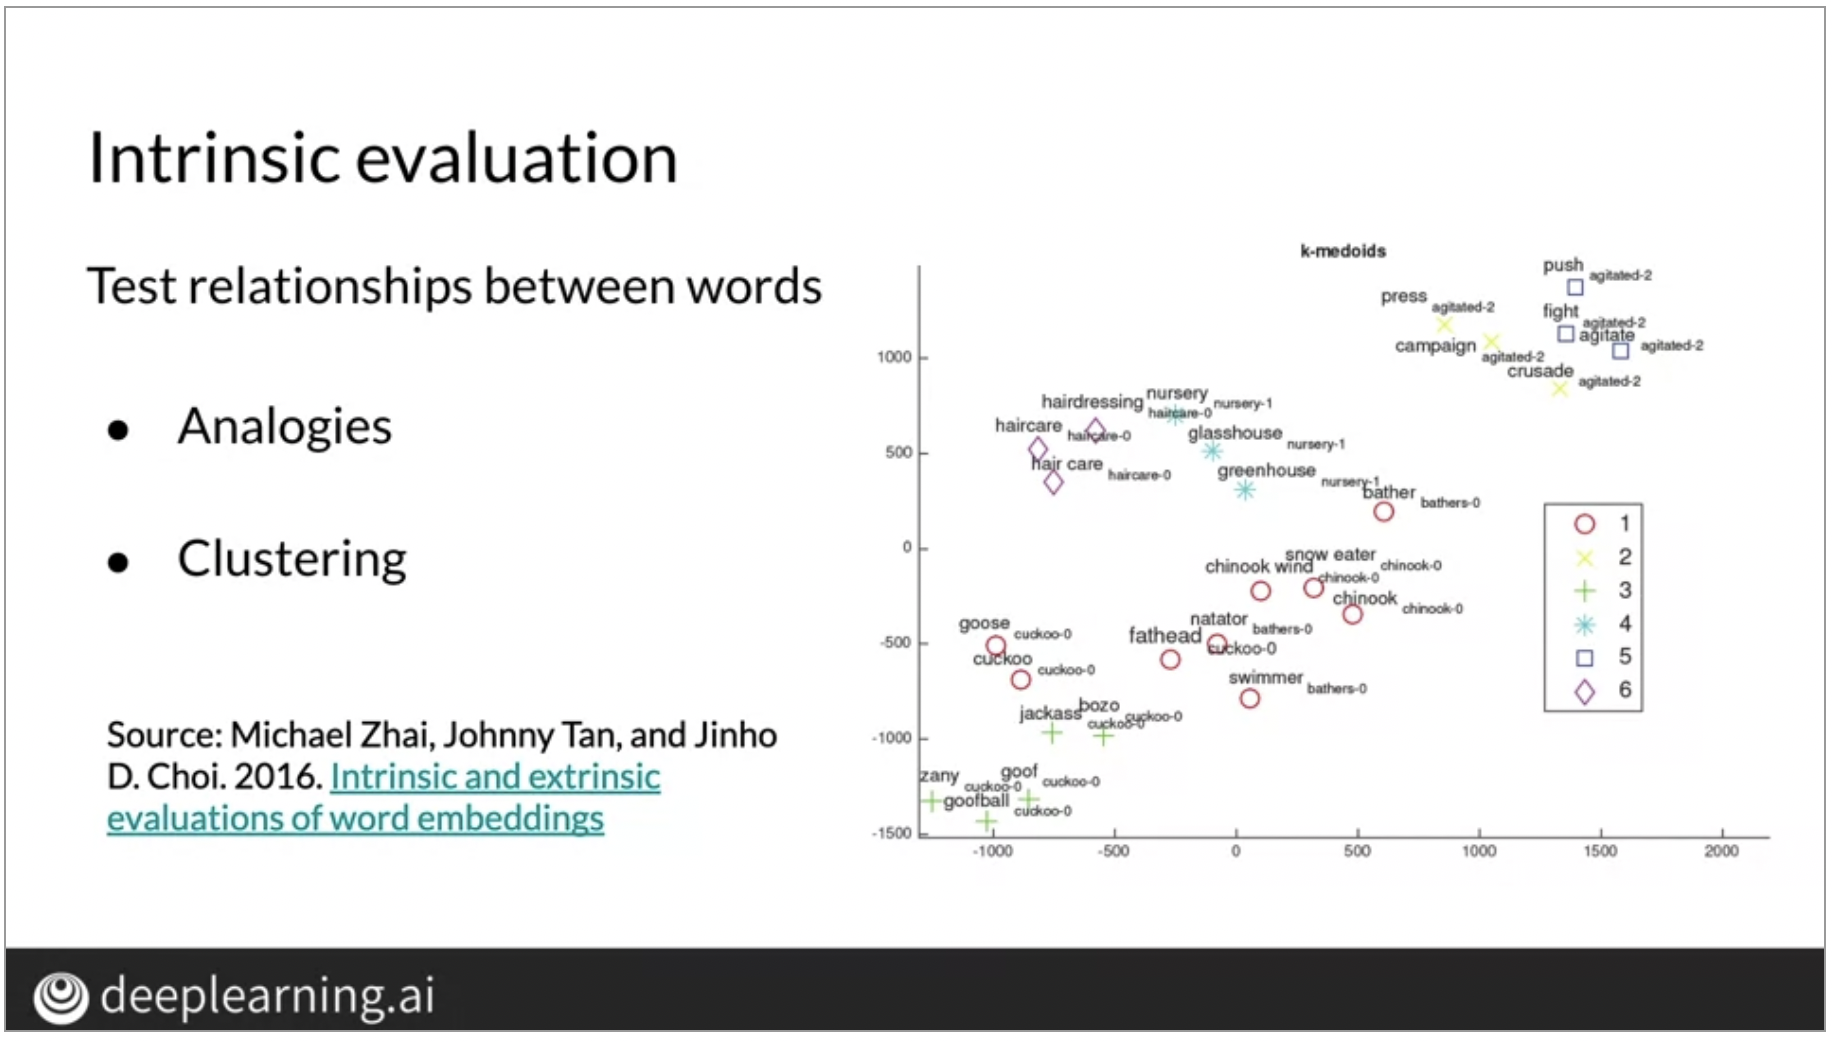 Intrinsic evaluation
Test relationships between words
● Analogies
● Clustering
Source: Michael Zhai, Johnny Tan, and Jinho
D. Choi. 2016. Intrinsic and extrinsic
evaluations of word embeddings
k-medoids
push agitated-2
press agitated-2
fight agitated-2
agitate agitated-2
campaign agitated-2
crusade agitated-2
1000
nursery nursery-1
hairdressing haircare-0
haircare haircare-0
glasshouse nursery-1
500
hair care haircare-0
greenhouse nursery-1
bather bathers-0
0
snow eater chinook-0
chinook wind chinook-0
chinook chinook-0
goose cuckoo-0
natator bathers-0
-500
fathead cuckoo-0
cuckoo cuckoo-0
swimmer bathers-0
bozo cuckoo-0
jackass cuckoo-0
-1000
zany cuckoo-0
goof cuckoo-0
goofball cuckoo-0
-1500
-1000 -500 0 500 1000 1500 2000
1
2
3
4
5
6
deeplearning.ai